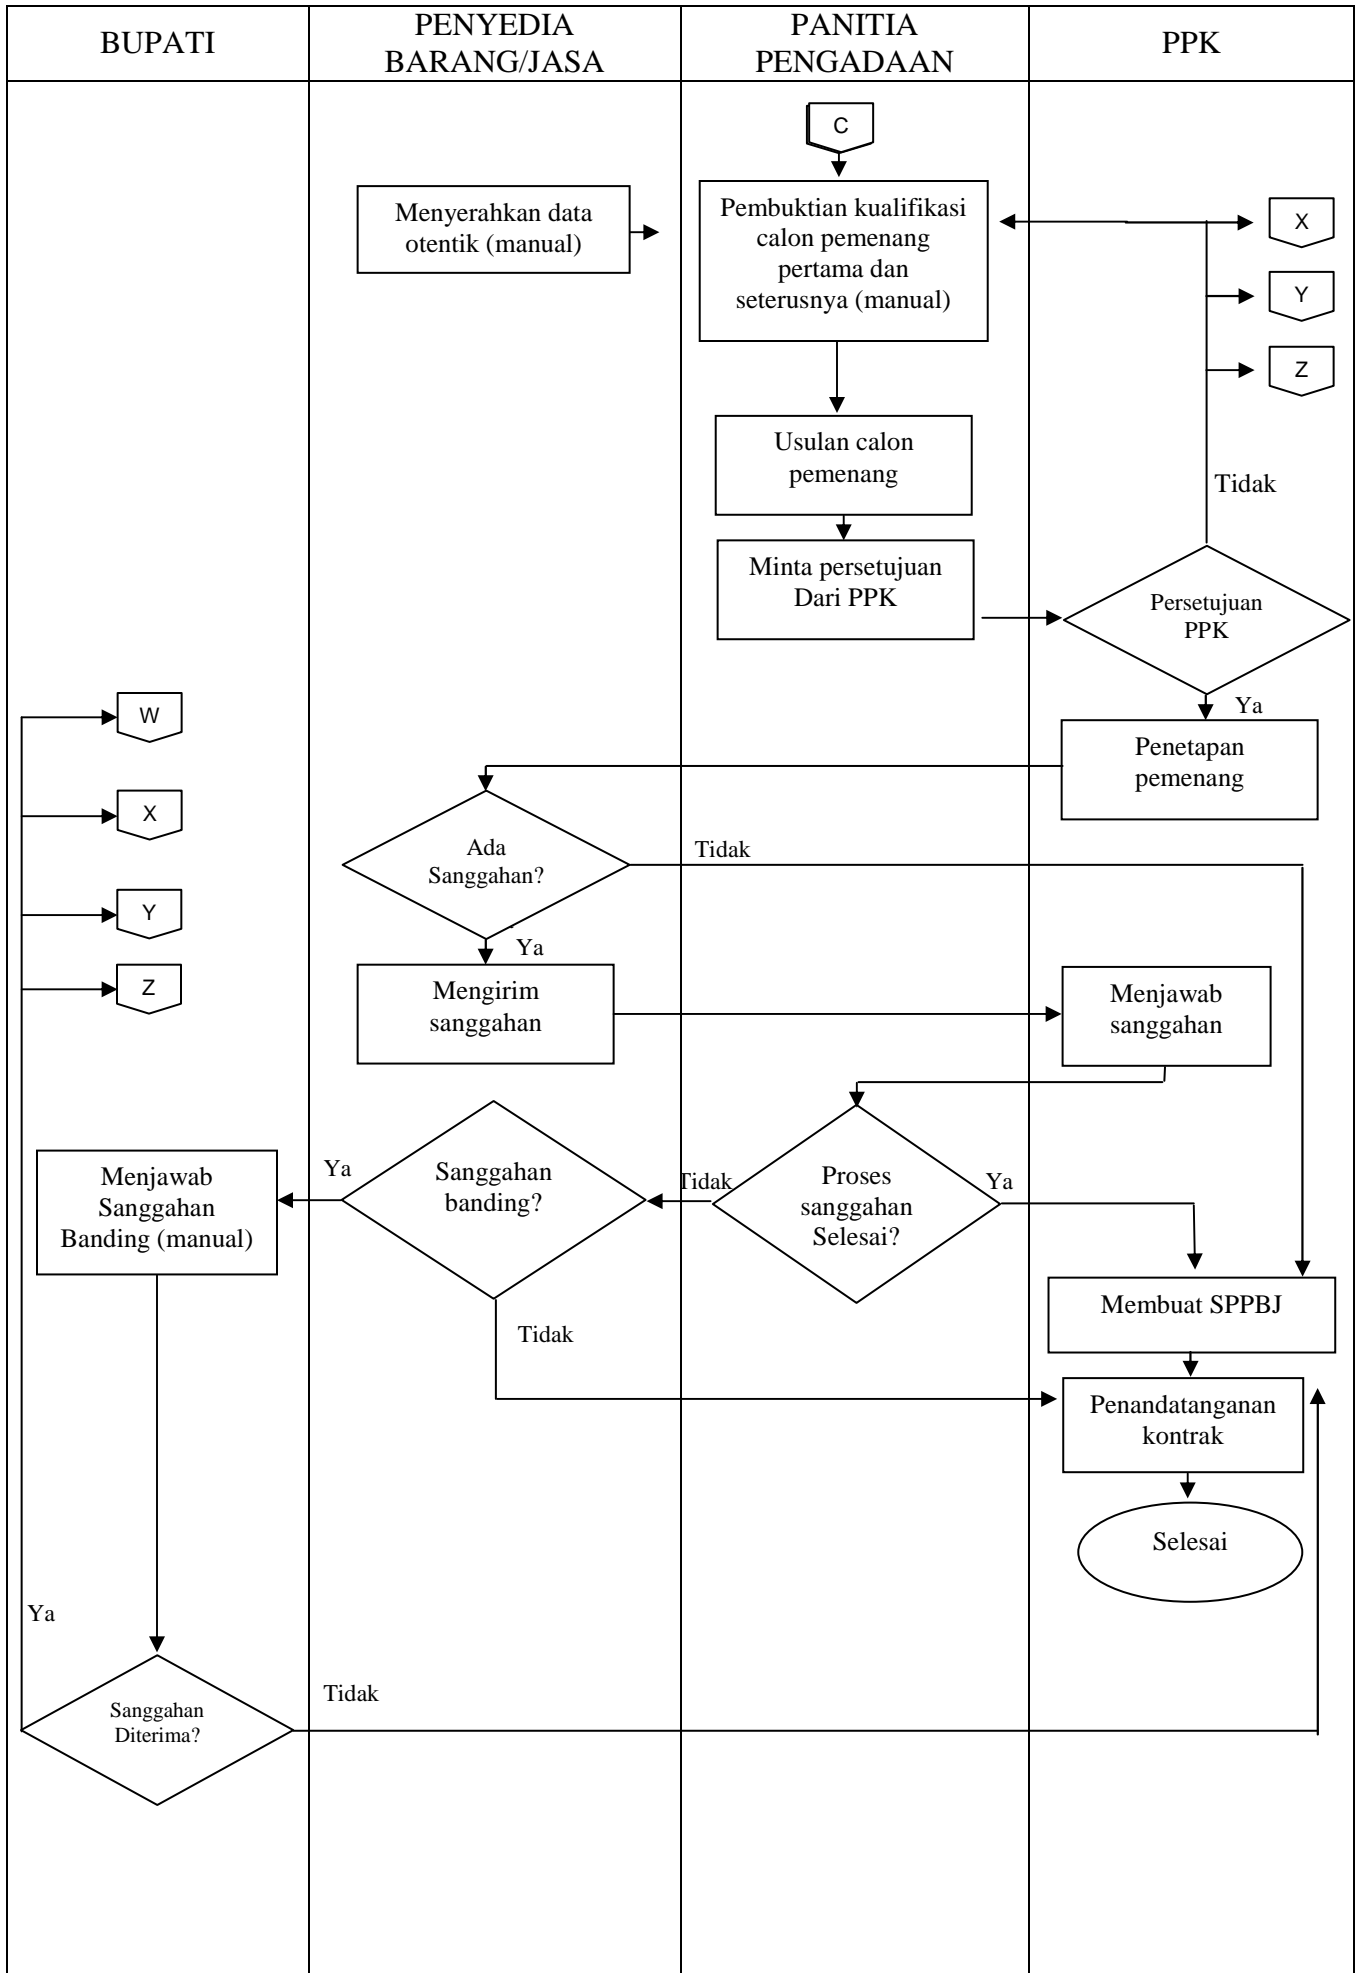 BUPATI
PENYEDIA
BARANG/JASA
PANITIA
PENGADAAN
PPK
C
Menyerahkan data
otentik (manual)
Pembuktian kualifikasi
calon pemenang
pertama dan
seterusnya (manual)
X
Y
Z
Usulan calon
pemenang
Tidak
Minta persetujuan
Dari PPK
Persetujuan
PPK
Ya
W
X
Y
Z
Penetapan
pemenang
Ada
Sanggahan?
Tidak
Ya
Mengirim
sanggahan
Menjawab
sanggahan
Menjawab
Sanggahan
Banding (manual)
Ya
Sanggahan
banding?
Tidak
Proses
sanggahan
Selesai?
Ya
Tidak
Membuat SPPBJ
Penandatanganan
kontrak
Selesai
Ya
Sanggahan
Diterima?
Tidak